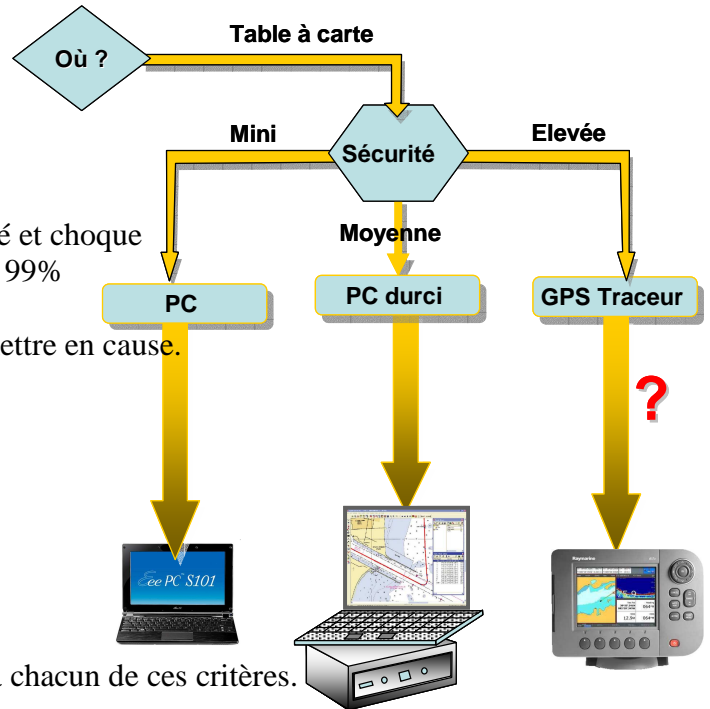 Table à carte
Où ?
Mini
Elevée
Sécurité
é et choque
Moyenne
99%
PC
PC durci
GPS Traceur
ettre en cause.
?
Eee PC S101
Raymarine
chacun de ces critères.